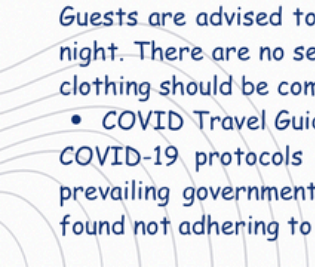 Guests are advised to
night. There are no se
clothing should be com
• COVID Travel Guid
COVID-19 protocols
prevailing government
found not adhering to